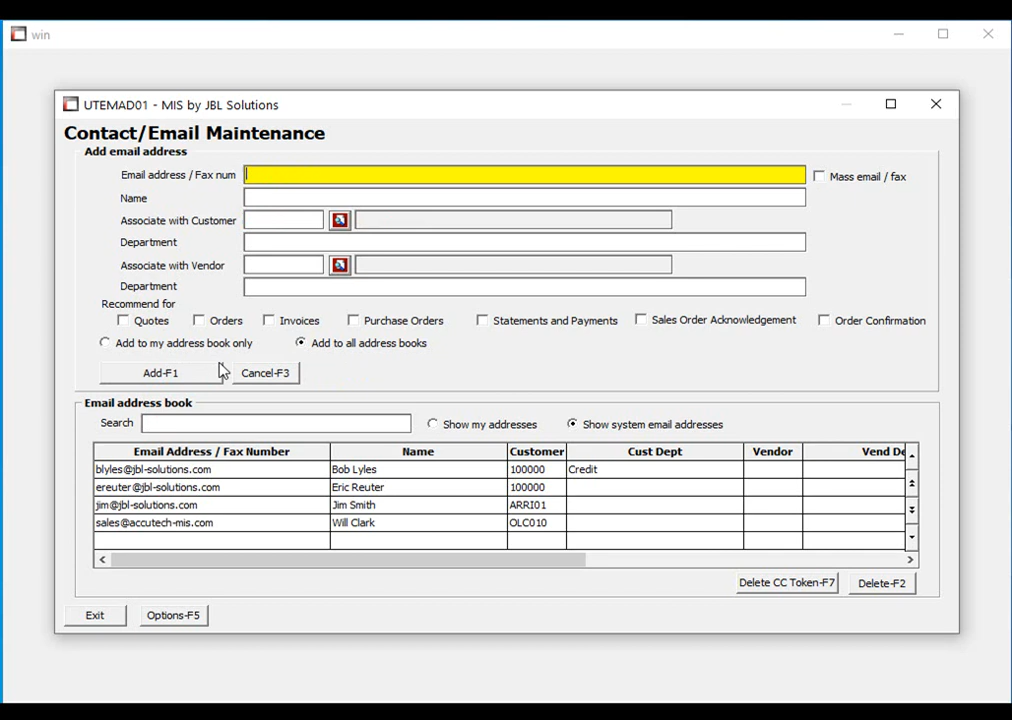 win
UTEMAD01 - MIS by JBL Solutions
Contact/Email Maintenance
Add email address
Email address / Fax num
Mass email / fax
Name
Associate with Customer
Department
Associate with Vendor
Department
Recommend for
Quotes Orders Invoices Purchase Orders Statements and Payments Sales Order Acknowledgement Order Confirmation
Add to my address book only Add to all address books
Add-F1 Cancel-F3
Email address book
Search Show my addresses Show system email addresses
Email Address / Fax Number Name Customer Cust Dept Vendor Vend De
blyles@jbl-solutions.com Bob Lyles 100000 Credit
ereuter@jbl-solutions.com Eric Reuter 100000
jim@jbl-solutions.com Jim Smith ARRI01
sales@accutech-mis.com Will Clark OLC010
Delete CC Token-F7 Delete-F2
Exit Options-F5